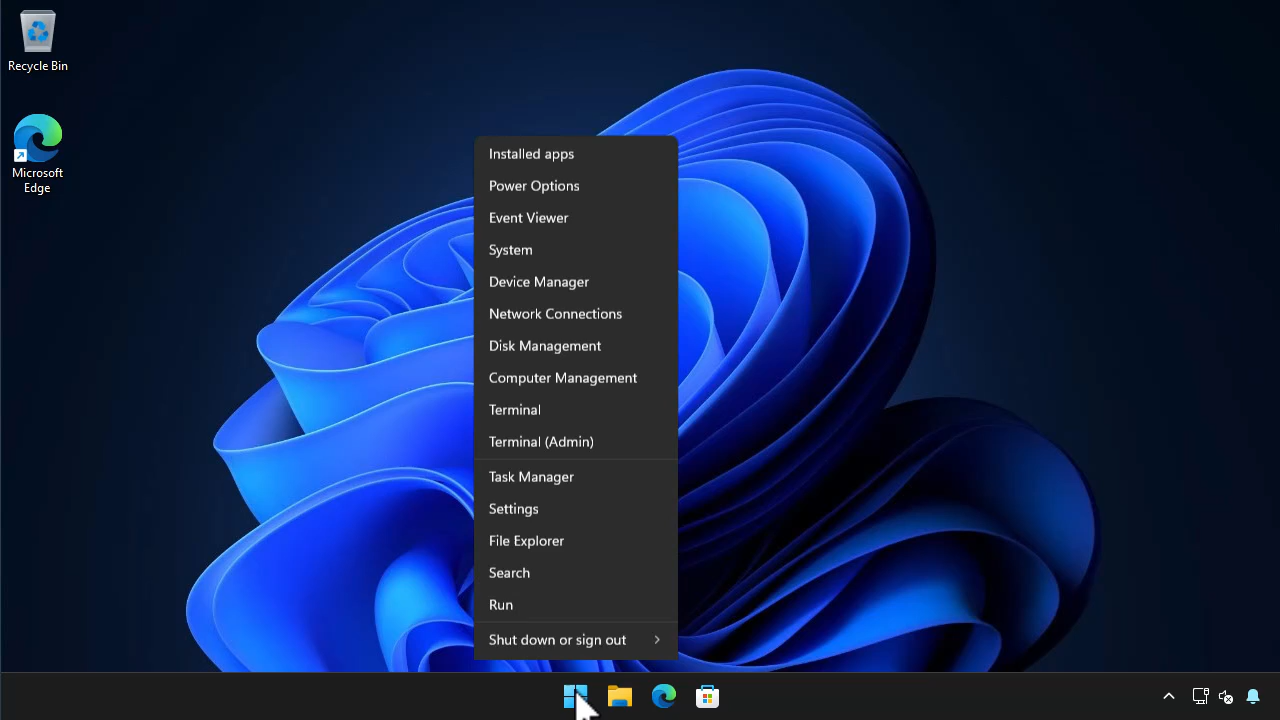 Recycle Bin
Microsoft
Edge
Installed apps
Power Options
Event Viewer
System
Device Manager
Network Connections
Disk Management
Computer Management
Terminal
Terminal (Admin)
Task Manager
Settings
File Explorer
Search
Run
Shut down or sign out